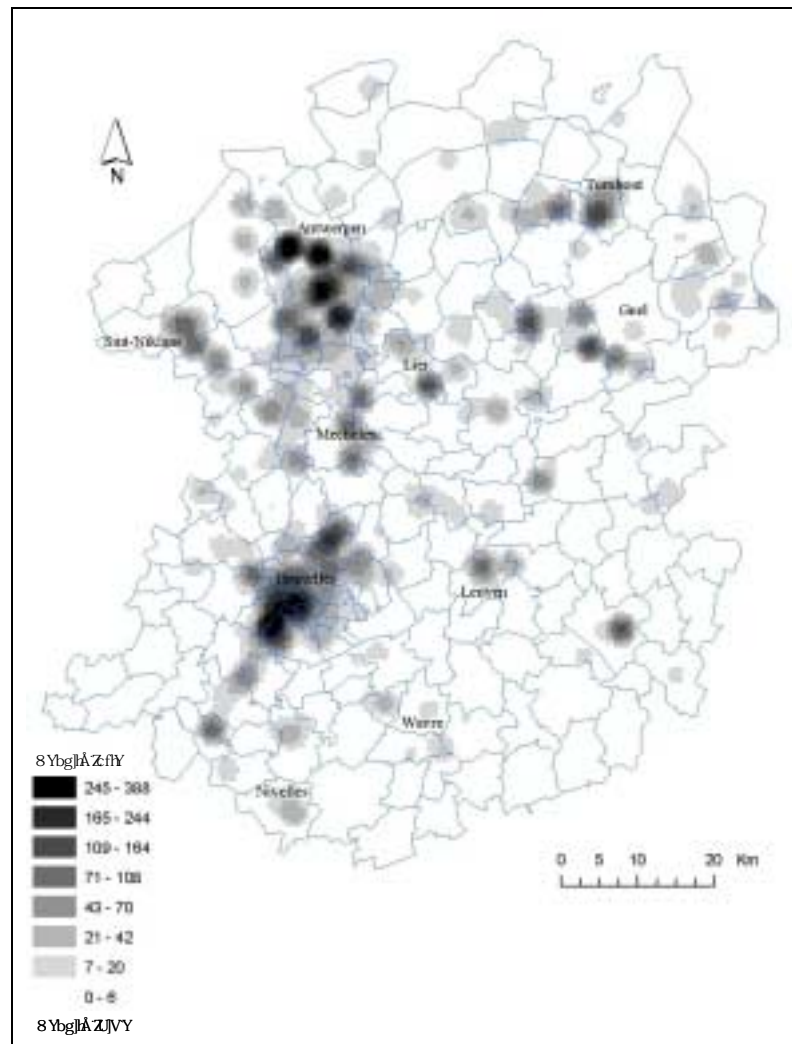 N
Turnhout
Antwerpen
Geel
Sint-Niklaas
Lier
Mechelen
Bruxelles
Leuven
Wavre
Nivelles
245 - 388
165 - 244
109 - 164
71 - 108
43 - 70
21 - 42
7 - 20
0 - 6
0 5 10 20 Km